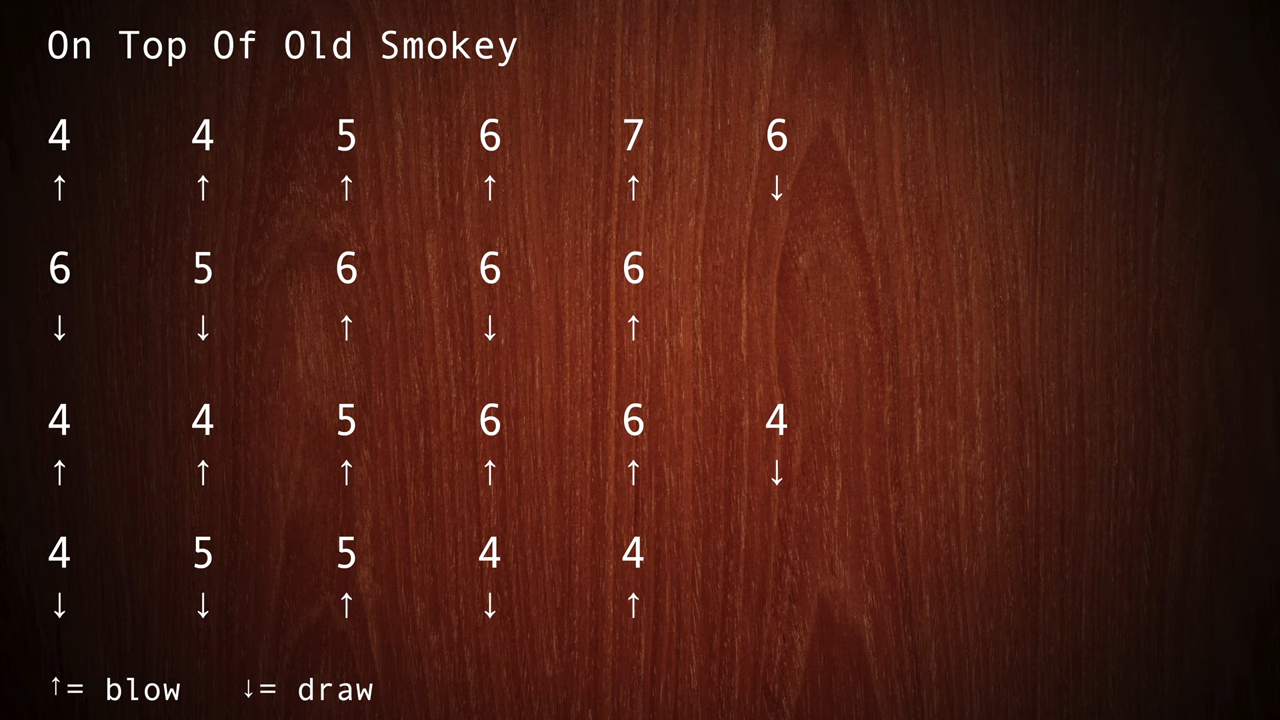 On Top Of Old Smokey
4 4 5 6 7 6
↑ ↑ ↑ ↑ ↑ ↓
6 5 6 6 6
↓ ↓ ↑ ↓ ↑
4 4 5 6 6 4
↑ ↑ ↑ ↑ ↑ ↓
4 5 5 4 4
↓ ↓ ↑ ↓ ↑
↑= blow ↓= draw